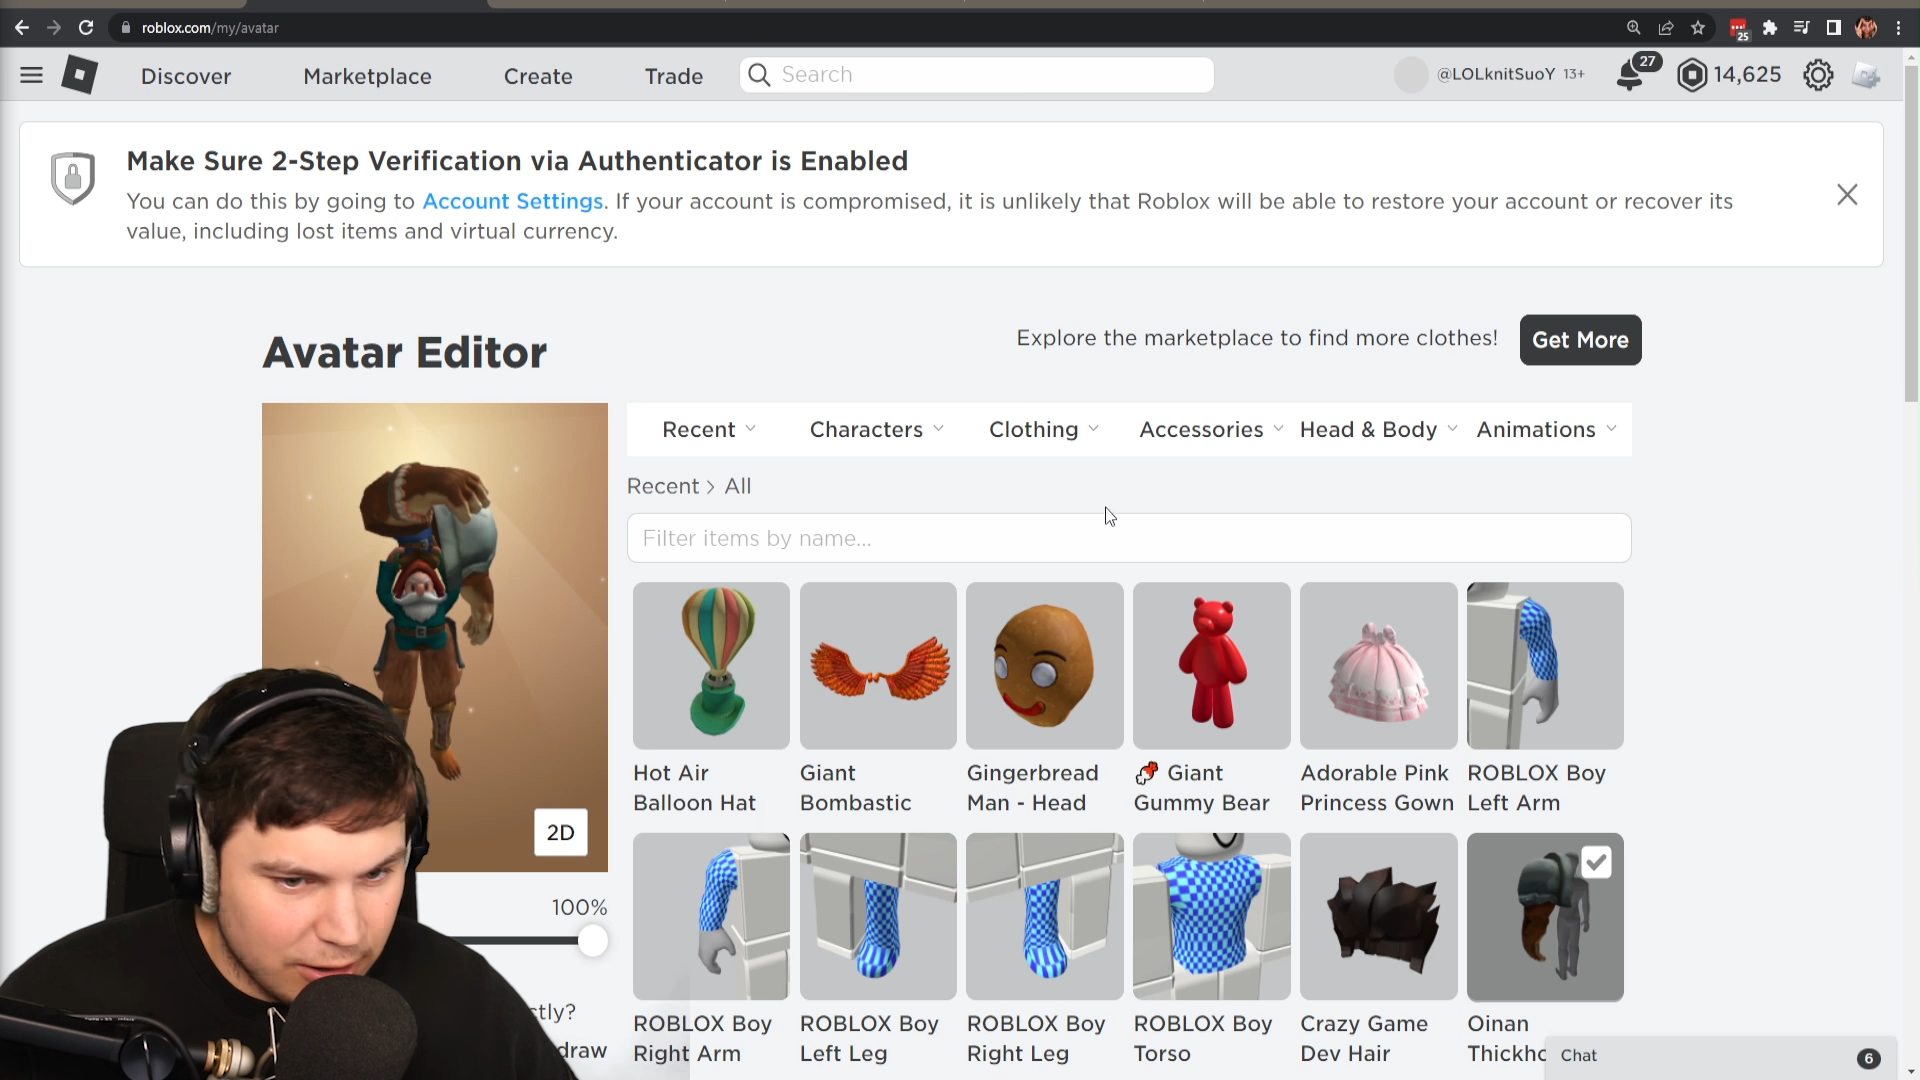 roblox.com/my/avatar
25
Discover
Marketplace
Create
Trade
Search
@LOLknitSuoY 13+
27
14,625
Make Sure 2-Step Verification via Authenticator is Enabled
You can do this by going to Account Settings. If your account is compromised, it is unlikely that Roblox will be able to restore your account or recover its
value, including lost items and virtual currency.
Avatar Editor
Explore the marketplace to find more clothes!
Get More
Recent
Characters
Clothing
Accessories
Head & Body
Animations
Recent > All
Filter items by name...
2D
100%
Hot Air
Balloon Hat
Giant
Bombastic
Gingerbread
Man - Head
Giant
Gummy Bear
Adorable Pink
Princess Gown
ROBLOX Boy
Left Arm
ROBLOX Boy
Right Arm
ROBLOX Boy
Left Leg
ROBLOX Boy
Right Leg
ROBLOX Boy
Torso
Crazy Game
Dev Hair
Oinan
Thickho
ctly?
draw
Chat
6